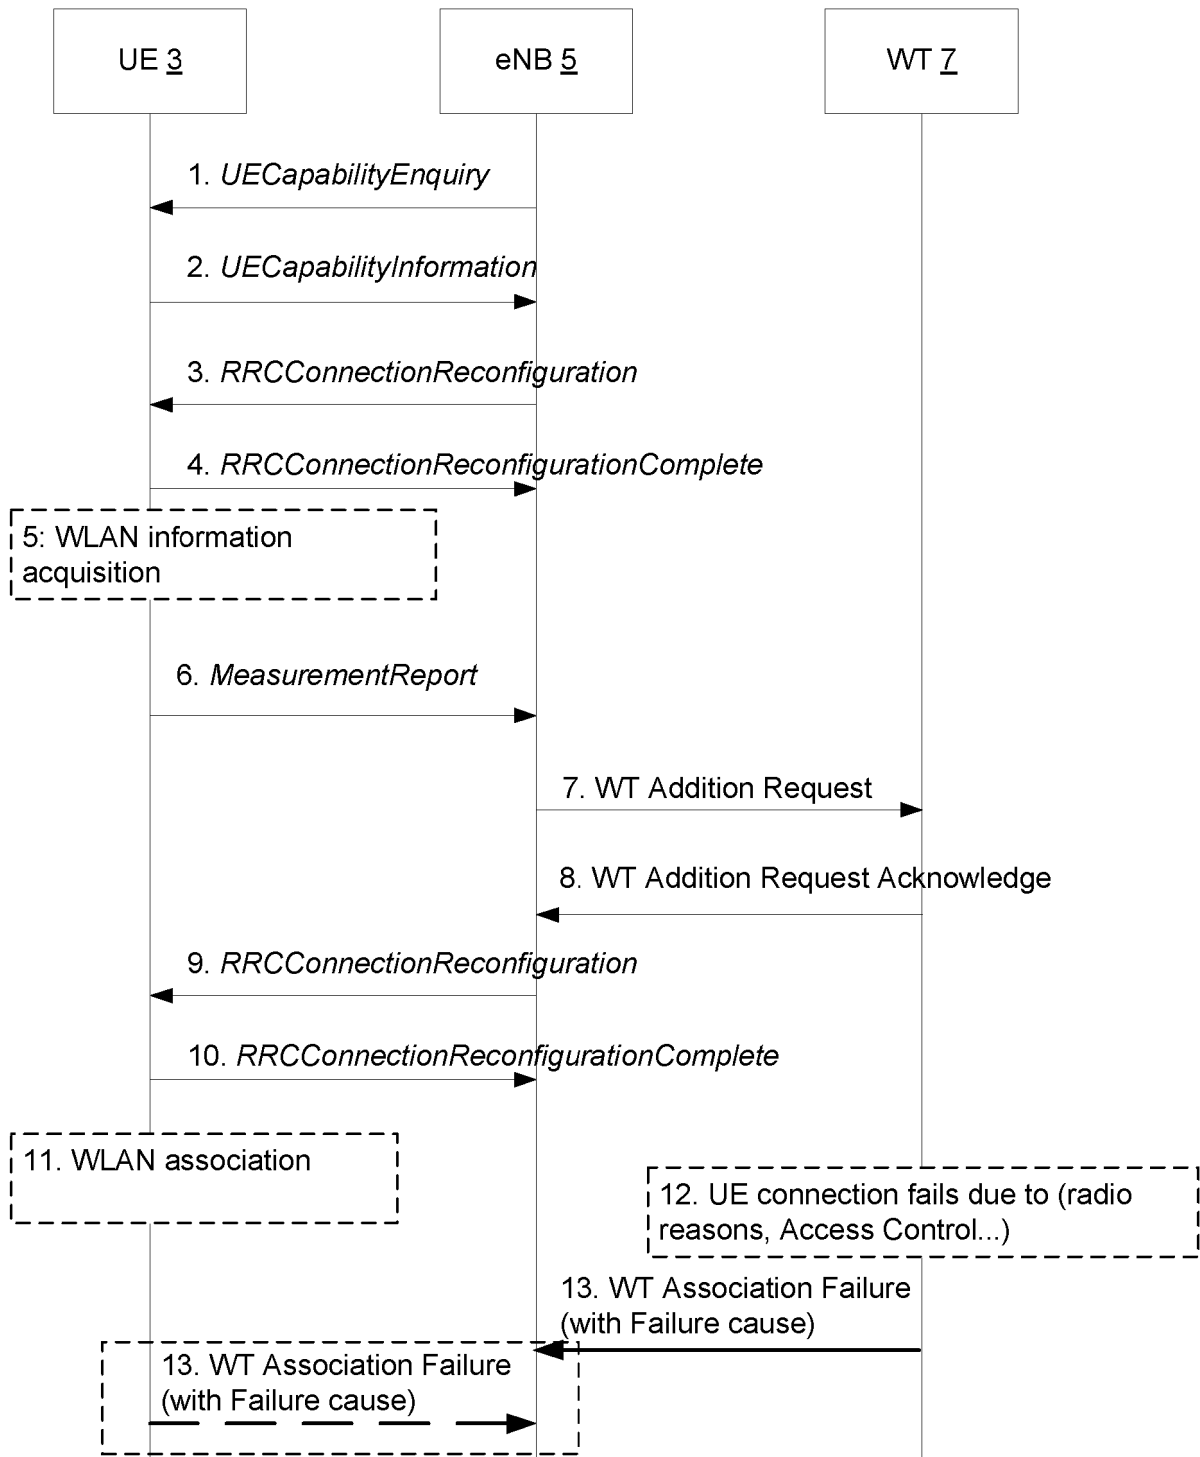 UE 3
eNB 5
WT 7
1. UECapabilityEnquiry
2. UECapabilityInformation
3. RRCConnectionReconfiguration
4. RRCConnectionReconfigurationComplete
5: WLAN information
acquisition
6. MeasurementReport
7. WT Addition Request
8. WT Addition Request Acknowledge
9. RRCConnectionReconfiguration
10. RRCConnectionReconfigurationComplete
11. WLAN association
12. UE connection fails due to (radio
reasons, Access Control...)
13. WT Association Failure
(with Failure cause)
13. WT Association Failure
(with Failure cause)